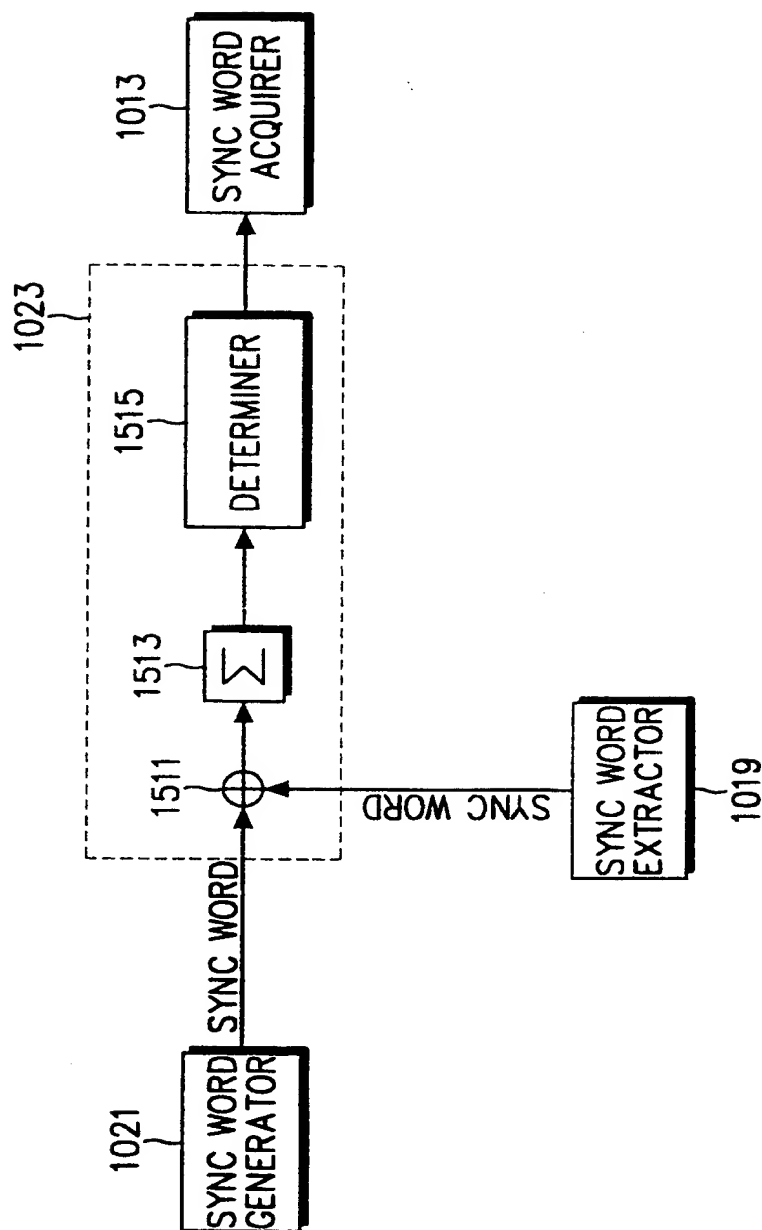 1021
SYNC WORD
GENERATOR
SYNC WORD
1023
1511
1513
Σ
1515
DETERMINER
1013
SYNC WORD
ACQUIRER
SYNC WORD
1019
SYNC WORD
EXTRACTOR